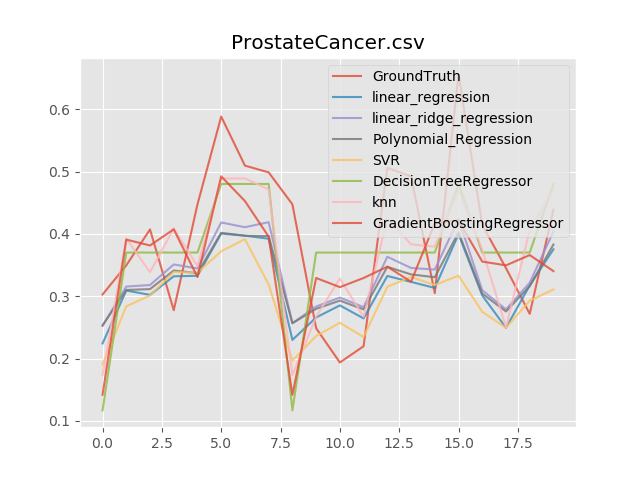 ProstateCancer.csv
GroundTruth
linear_regression
linear_ridge_regression
Polynomial_Regression
SVR
DecisionTreeRegressor
knn
GradientBoostingRegressor
0.6
0.5
0.4
0.3
0.2
0.1
0.0 2.5 5.0 7.5 10.0 12.5 15.0 17.5